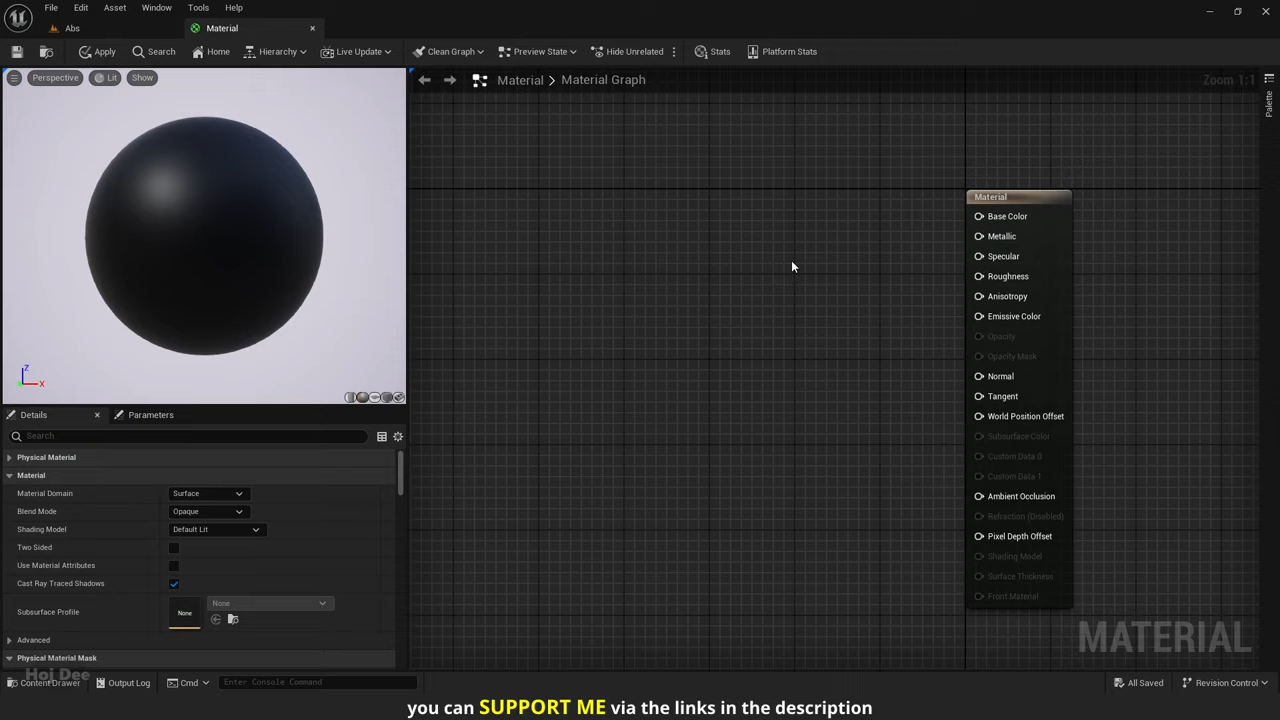 File Edit Asset Window Tools Help
Abs Material
Apply Search Home Hierarchy Live Update Clean Graph Preview State Hide Unrelated Stats Platform Stats
Perspective Lit Show
Material > Material Graph
Zoom 1:1
Palette
Z
X
Material
Base Color
Metallic
Specular
Roughness
Anisotropy
Emissive Color
Opacity
Opacity Mask
Normal
Tangent
World Position Offset
Subsurface Color
Custom Data 0
Custom Data 1
Ambient Occlusion
Refraction (Disabled)
Pixel Depth Offset
Shading Model
Surface Thickness
Front Material
MATERIAL
Details Parameters
Search
Physical Material
Material
Material Domain Surface
Blend Mode Opaque
Shading Model Default Lit
Two Sided
Use Material Attributes
Cast Ray Traced Shadows
Subsurface Profile None None
Advanced
Physical Material Mask
Hoj Dee
Content Drawer Output Log Cmd Enter Console Command All Saved Revision Control
you can SUPPORT ME via the links in the description